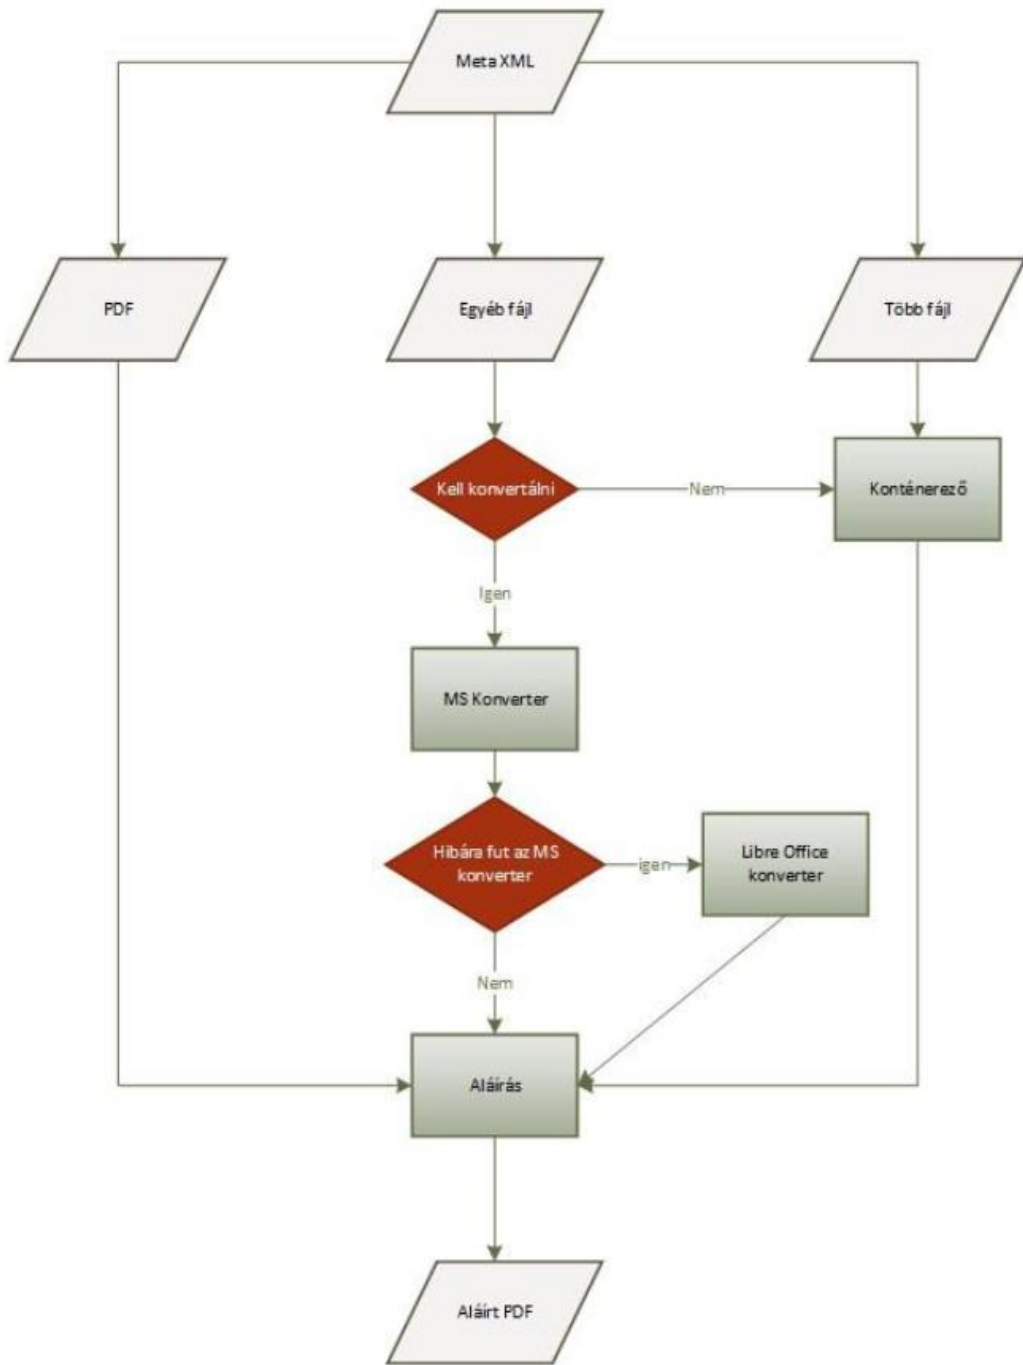 Meta XML
PDF
Egyéb fájl
Több fájl
Kell konvertálni
Nem
Konténerező
Igen
MS Konverter
Hibára fut az MS
konverter
igen
Libre Office
konverter
Nem
Aláírás
Aláírt PDF